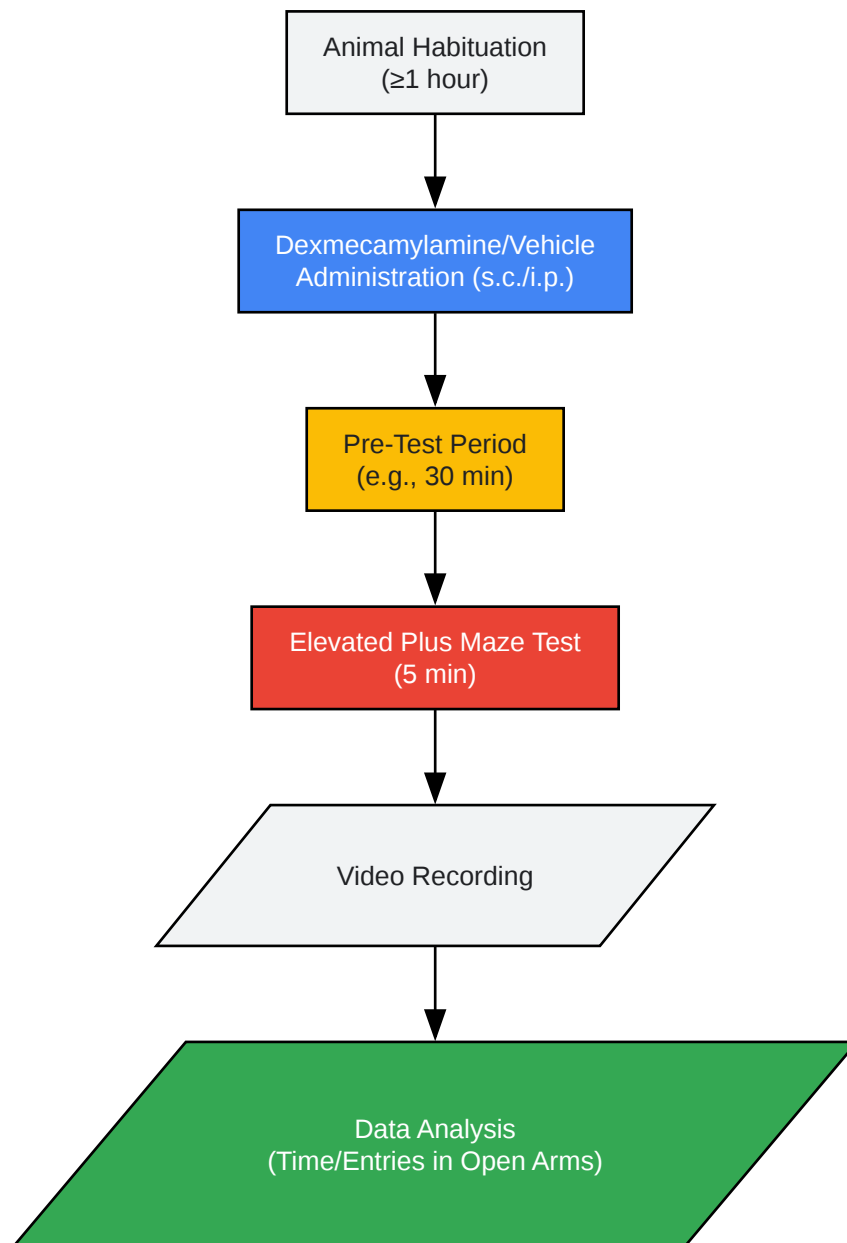 Animal Habituation
(≥1 hour)
Dexmecamylamine/Vehicle
Administration (s.c./i.p.)
Pre-Test Period
(e.g., 30 min)
Elevated Plus Maze Test
(5 min)
Video Recording
Data Analysis
(Time/Entries in Open Arms)